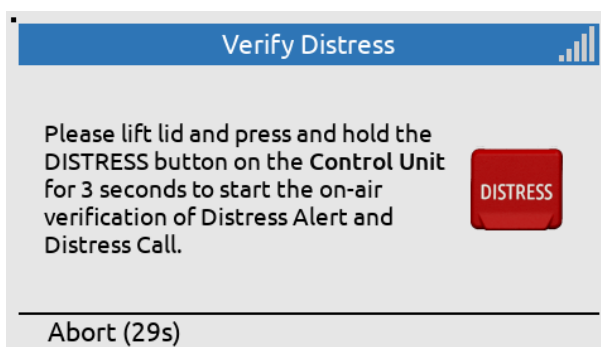 Verify Distress
Please lift lid and press and hold the
DISTRESS button on the Control Unit
for 3 seconds to start the on-air
verification of Distress Alert and
Distress Call.
DISTRESS
Abort (29s)